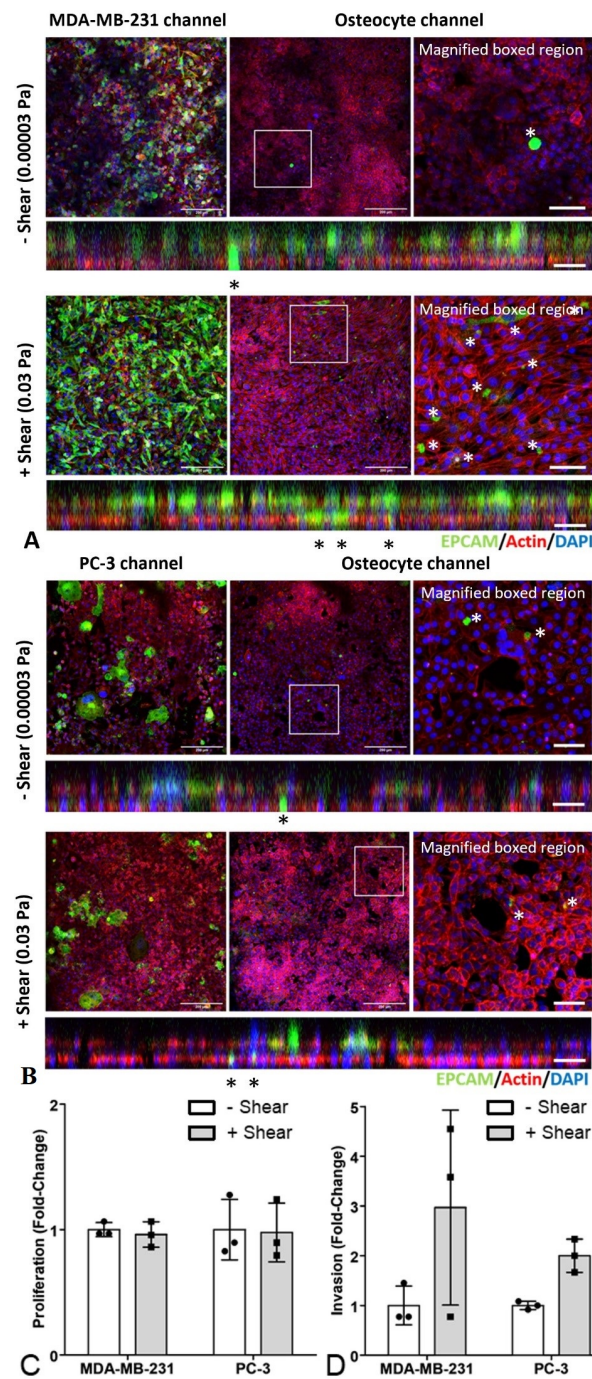 MDA-MB-231 channel
Osteocyte channel
Magnified boxed region
- Shear (0.00003 Pa)
*
*
+ Shear (0.03 Pa)
Magnified boxed region
* * * * * * * * *
* * *
A
EPCAM/Actin/DAPI
PC-3 channel
Osteocyte channel
Magnified boxed region
- Shear (0.00003 Pa)
* *
*
+ Shear (0.03 Pa)
Magnified boxed region
* *
* *
B
EPCAM/Actin/DAPI
- Shear
+ Shear
Proliferation (Fold-Change)
2
1
0
MDA-MB-231
PC-3
C
- Shear
+ Shear
Invasion (Fold-Change)
5
4
3
2
1
0
MDA-MB-231
PC-3
D